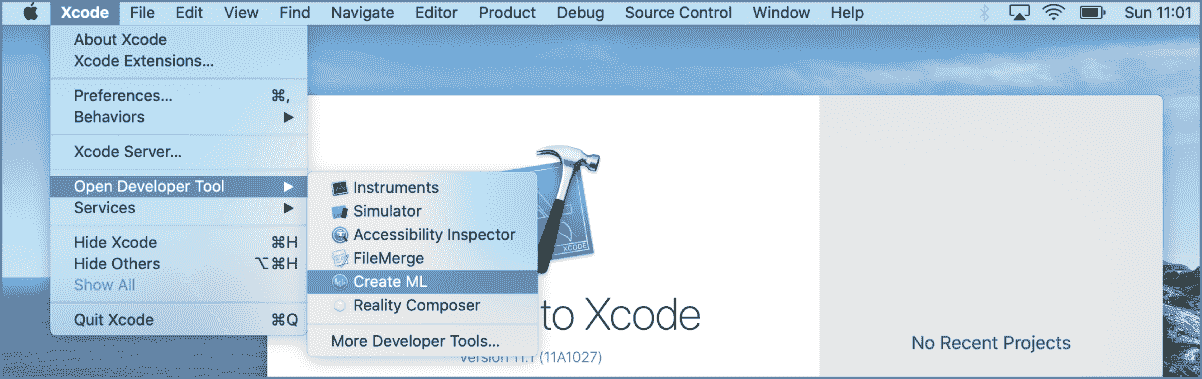 Xcode File Edit View Find Navigate Editor Product Debug Source Control Window Help Sun 11:01
About Xcode
Xcode Extensions...
Preferences... ⌘,
Behaviors ▶
Xcode Server...
Open Developer Tool ▶
Services ▶
Hide Xcode ⌘H
Hide Others ⌥⌘H
Show All
Quit Xcode ⌘Q
Instruments
Simulator
Accessibility Inspector
FileMerge
Create ML
Reality Composer
More Developer Tools...
XCODE
to Xcode
Version 11.1 (11A1027)
No Recent Projects